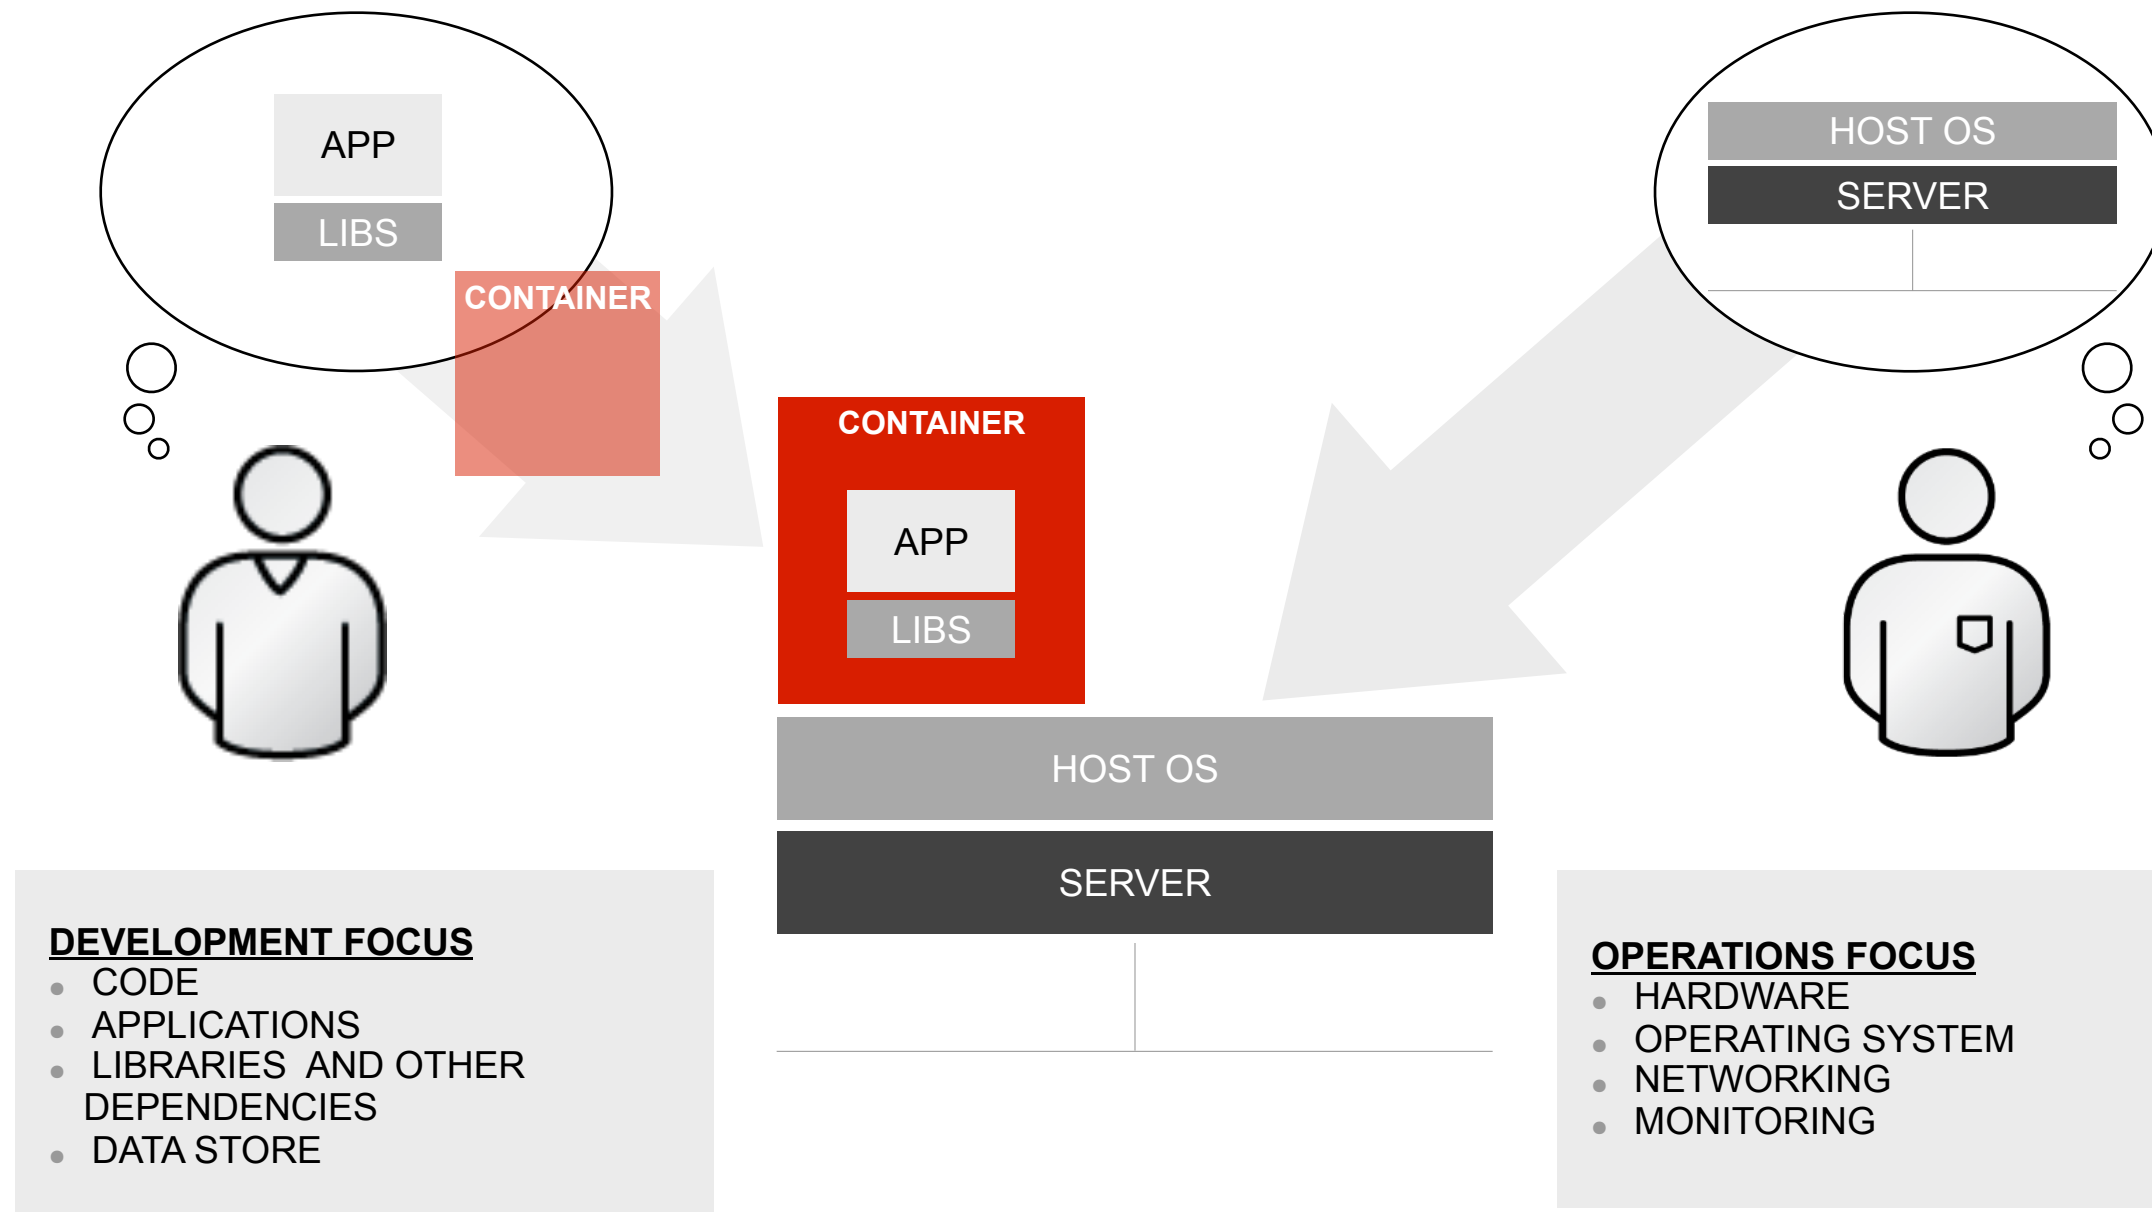 APP
LIBS
CONTAINER
HOST OS
SERVER
CONTAINER
APP
LIBS
HOST OS
SERVER
DEVELOPMENT FOCUS
CODE
APPLICATIONS
LIBRARIES  AND OTHER
DEPENDENCIES
DATA STORE
OPERATIONS FOCUS
HARDWARE
OPERATING SYSTEM
NETWORKING
MONITORING